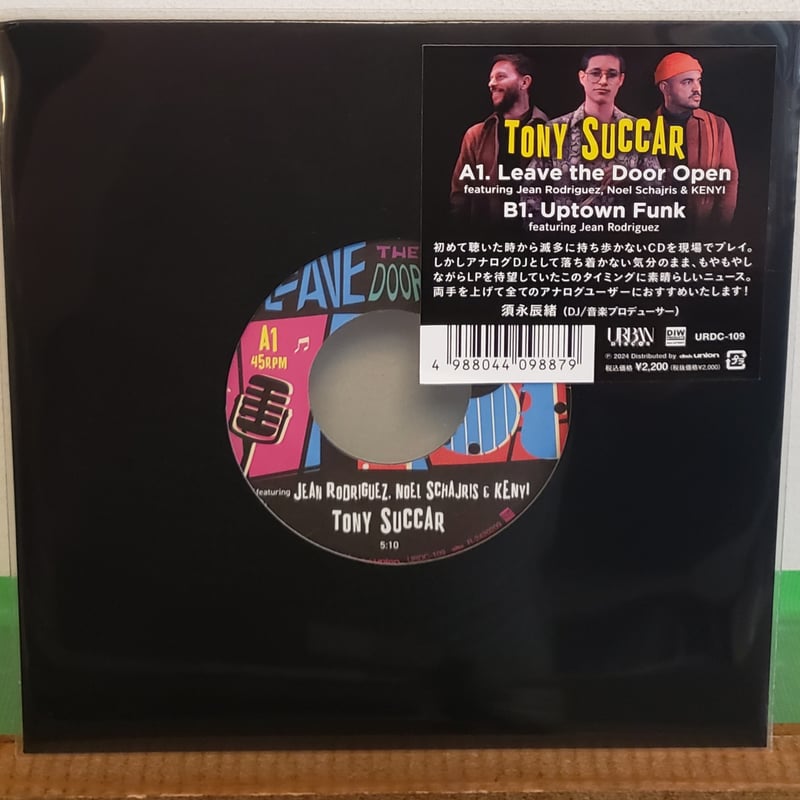 TONY SUCCAR
A1. Leave the Door Open
featuring Jean Rodriguez, Noel Schajris & KENYI
B1. Uptown Funk
featuring Jean Rodriguez
初めて聴いた時から滅多に持ち歩かないCDを現場でプレイ。
しかしアナログDJとして落ち着かない気分のまま、もやもやし
ながらLPを待望していたこのタイミングに素晴らしいニュース。
両手を上げて全てのアナログユーザーにおすすめいたします！
須永辰緒（DJ/音楽プロデューサー）
URBAN
DIW
URDC-109
4 988044 098879
℗ 2024 Distributed by disk union
税込価格 ¥2,200 (税抜価格 ¥2,000)
LEAVE THE
DOOR
A1
45RPM
featuring JEAN RODRIGUEZ, NOEL SCHAJRIS & KENYI
TONY SUCCAR
5:10
URDC-109